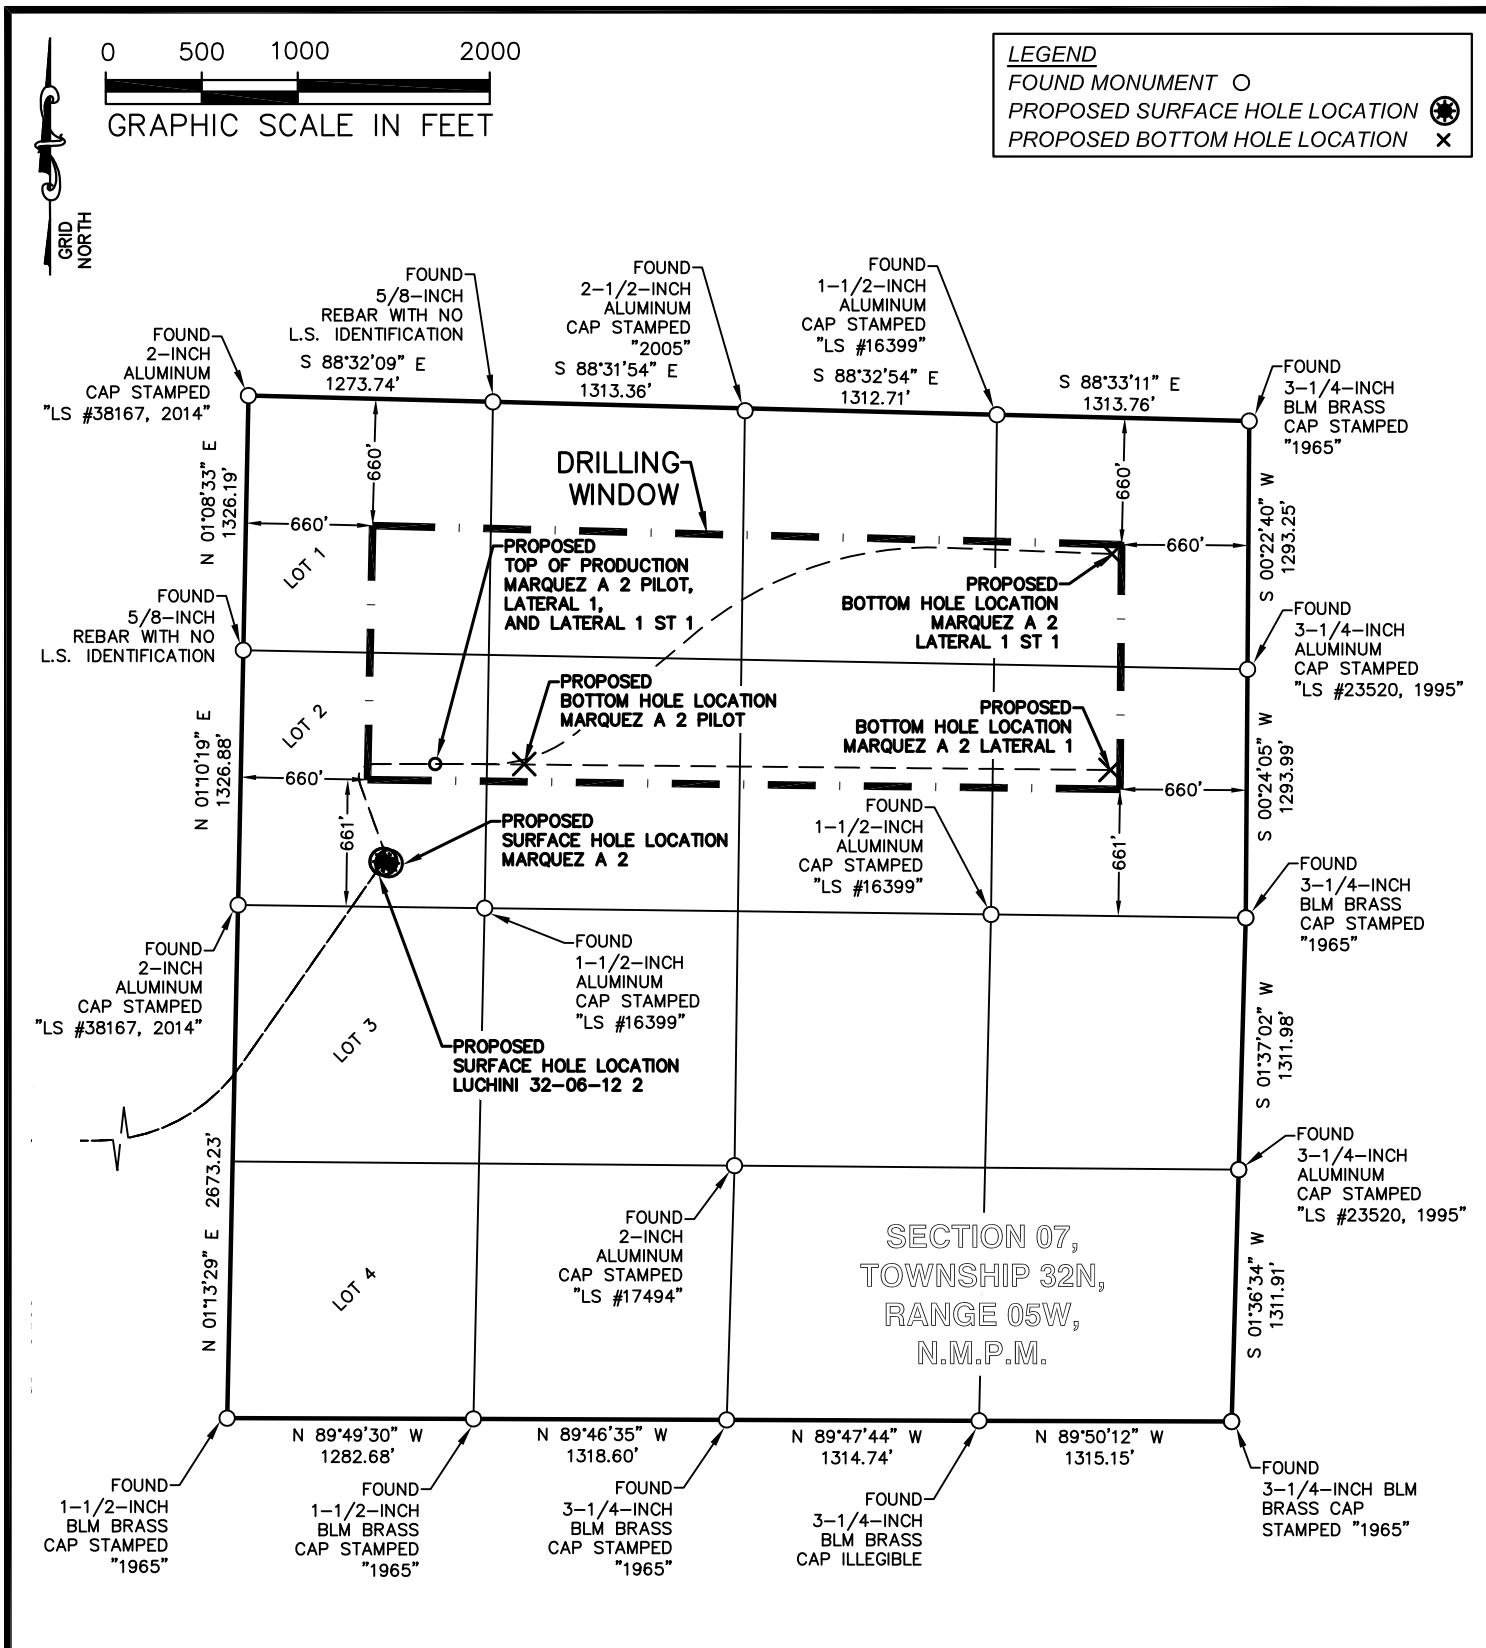 0 500 1000 2000
GRAPHIC SCALE IN FEET
GRID
NORTH
LEGEND
FOUND MONUMENT
PROPOSED SURFACE HOLE LOCATION
PROPOSED BOTTOM HOLE LOCATION
FOUND
2-INCH
ALUMINUM
CAP STAMPED
"LS #38167, 2014"
FOUND
5/8-INCH
REBAR WITH NO
L.S. IDENTIFICATION
S 88°32'09" E
1273.74'
FOUND
2-1/2-INCH
ALUMINUM
CAP STAMPED
"2005"
S 88°31'54" E
1313.36'
FOUND
1-1/2-INCH
ALUMINUM
CAP STAMPED
"LS #16399"
S 88°32'54" E
1312.71'
S 88°33'11" E
1313.76'
FOUND
3-1/4-INCH
BLM BRASS
CAP STAMPED
"1965"
N 01°08'33" E
1326.19'
660'
660'
LOT 1
DRILLING
WINDOW
660'
660'
S 00°22'40" W
1293.25'
PROPOSED
TOP OF PRODUCTION
MARQUEZ A 2 PILOT,
LATERAL 1,
AND LATERAL 1 ST 1
PROPOSED
BOTTOM HOLE LOCATION
MARQUEZ A 2
LATERAL 1 ST 1
FOUND
5/8-INCH
REBAR WITH NO
L.S. IDENTIFICATION
FOUND
3-1/4-INCH
ALUMINUM
CAP STAMPED
"LS #23520, 1995"
N 01°10'19" E
1326.88'
LOT 2
PROPOSED
BOTTOM HOLE LOCATION
MARQUEZ A 2 PILOT
PROPOSED
BOTTOM HOLE LOCATION
MARQUEZ A 2 LATERAL 1
S 00°24'05" W
1293.99'
660'
661'
660'
661'
PROPOSED
SURFACE HOLE LOCATION
MARQUEZ A 2
FOUND
1-1/2-INCH
ALUMINUM
CAP STAMPED
"LS #16399"
FOUND
3-1/4-INCH
BLM BRASS
CAP STAMPED
"1965"
FOUND
2-INCH
ALUMINUM
CAP STAMPED
"LS #38167, 2014"
FOUND
1-1/2-INCH
ALUMINUM
CAP STAMPED
"LS #16399"
LOT 3
PROPOSED
SURFACE HOLE LOCATION
LUCHINI 32-06-12 2
S 01°37'02" W
1311.98'
N 01°13'29" E 2673.23'
FOUND
3-1/4-INCH
ALUMINUM
CAP STAMPED
"LS #23520, 1995"
FOUND
2-INCH
ALUMINUM
CAP STAMPED
"LS #17494"
LOT 4
SECTION 07,
TOWNSHIP 32N,
RANGE 05W,
N.M.P.M.
S 01°36'34" W
1311.91'
N 89°49'30" W
1282.68'
N 89°46'35" W
1318.60'
N 89°47'44" W
1314.74'
N 89°50'12" W
1315.15'
FOUND
1-1/2-INCH
BLM BRASS
CAP STAMPED
"1965"
FOUND
1-1/2-INCH
BLM BRASS
CAP STAMPED
"1965"
FOUND
3-1/4-INCH
BLM BRASS
CAP STAMPED
"1965"
FOUND
3-1/4-INCH
BLM BRASS
CAP ILLEGIBLE
FOUND
3-1/4-INCH BLM
BRASS CAP
STAMPED "1965"